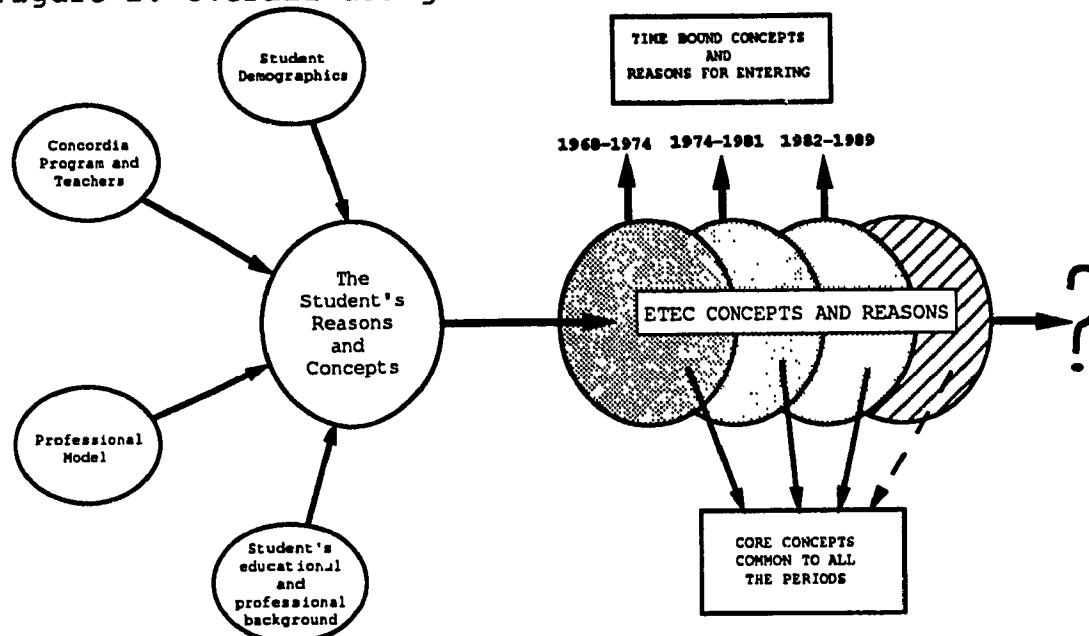 Student
Demographics
Concordia
Program and
Teachers
The
Student's
Reasons
and
Concepts
Professional
Model
Student's
educational
and
professional
background
TIME BOUND CONCEPTS
AND
REASONS FOR ENTERING
1968-1974 1974-1981 1982-1989
ETEC CONCEPTS AND REASONS
?
CORE CONCEPTS
COMMON TO ALL
THE PERIODS